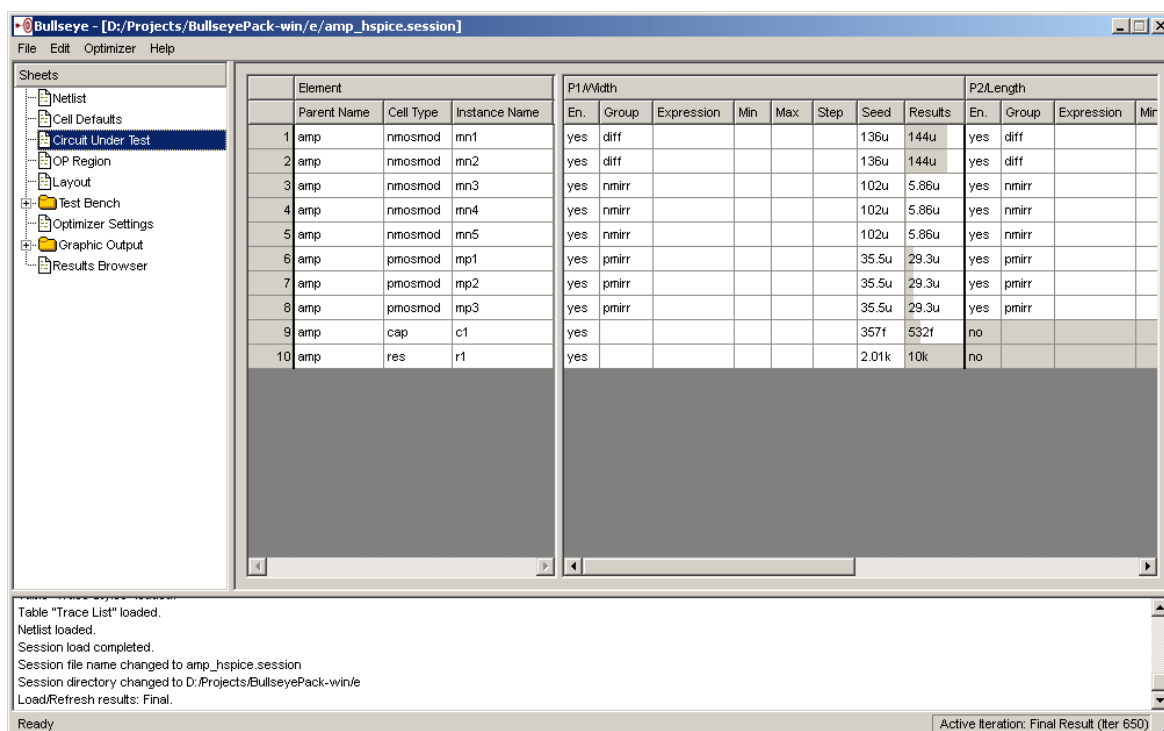 Bullseye - [D:/Projects/BullseyePack-win/e/amp_hspice.session]
File Edit Optimizer Help
Sheets
Netlist
Cell Defaults
Circuit Under Test
OP Region
Layout
Test Bench
Optimizer Settings
Graphic Output
Results Browser
Element P1/Width P2/Length
Parent Name Cell Type Instance Name En. Group Expression Min Max Step Seed Results En. Group Expression Min
1 amp nmosmod mn1 yes diff 136u 144u yes diff
2 amp nmosmod mn2 yes diff 136u 144u yes diff
3 amp nmosmod mn3 yes nmirr 102u 5.86u yes nmirr
4 amp nmosmod mn4 yes nmirr 102u 5.86u yes nmirr
5 amp nmosmod mn5 yes nmirr 102u 5.86u yes nmirr
6 amp pmosmod mp1 yes pmirr 35.5u 29.3u yes pmirr
7 amp pmosmod mp2 yes pmirr 35.5u 29.3u yes pmirr
8 amp pmosmod mp3 yes pmirr 35.5u 29.3u yes pmirr
9 amp cap c1 yes 357f 532f no
10 amp res r1 yes 2.01k 10k no
Table "Trace List" loaded.
Netlist loaded.
Session load completed.
Session file name changed to amp_hspice.session
Session directory changed to D:/Projects/BullseyePack-win/e
Load/Refresh results: Final.
Ready Active Iteration: Final Result (Iter 650)